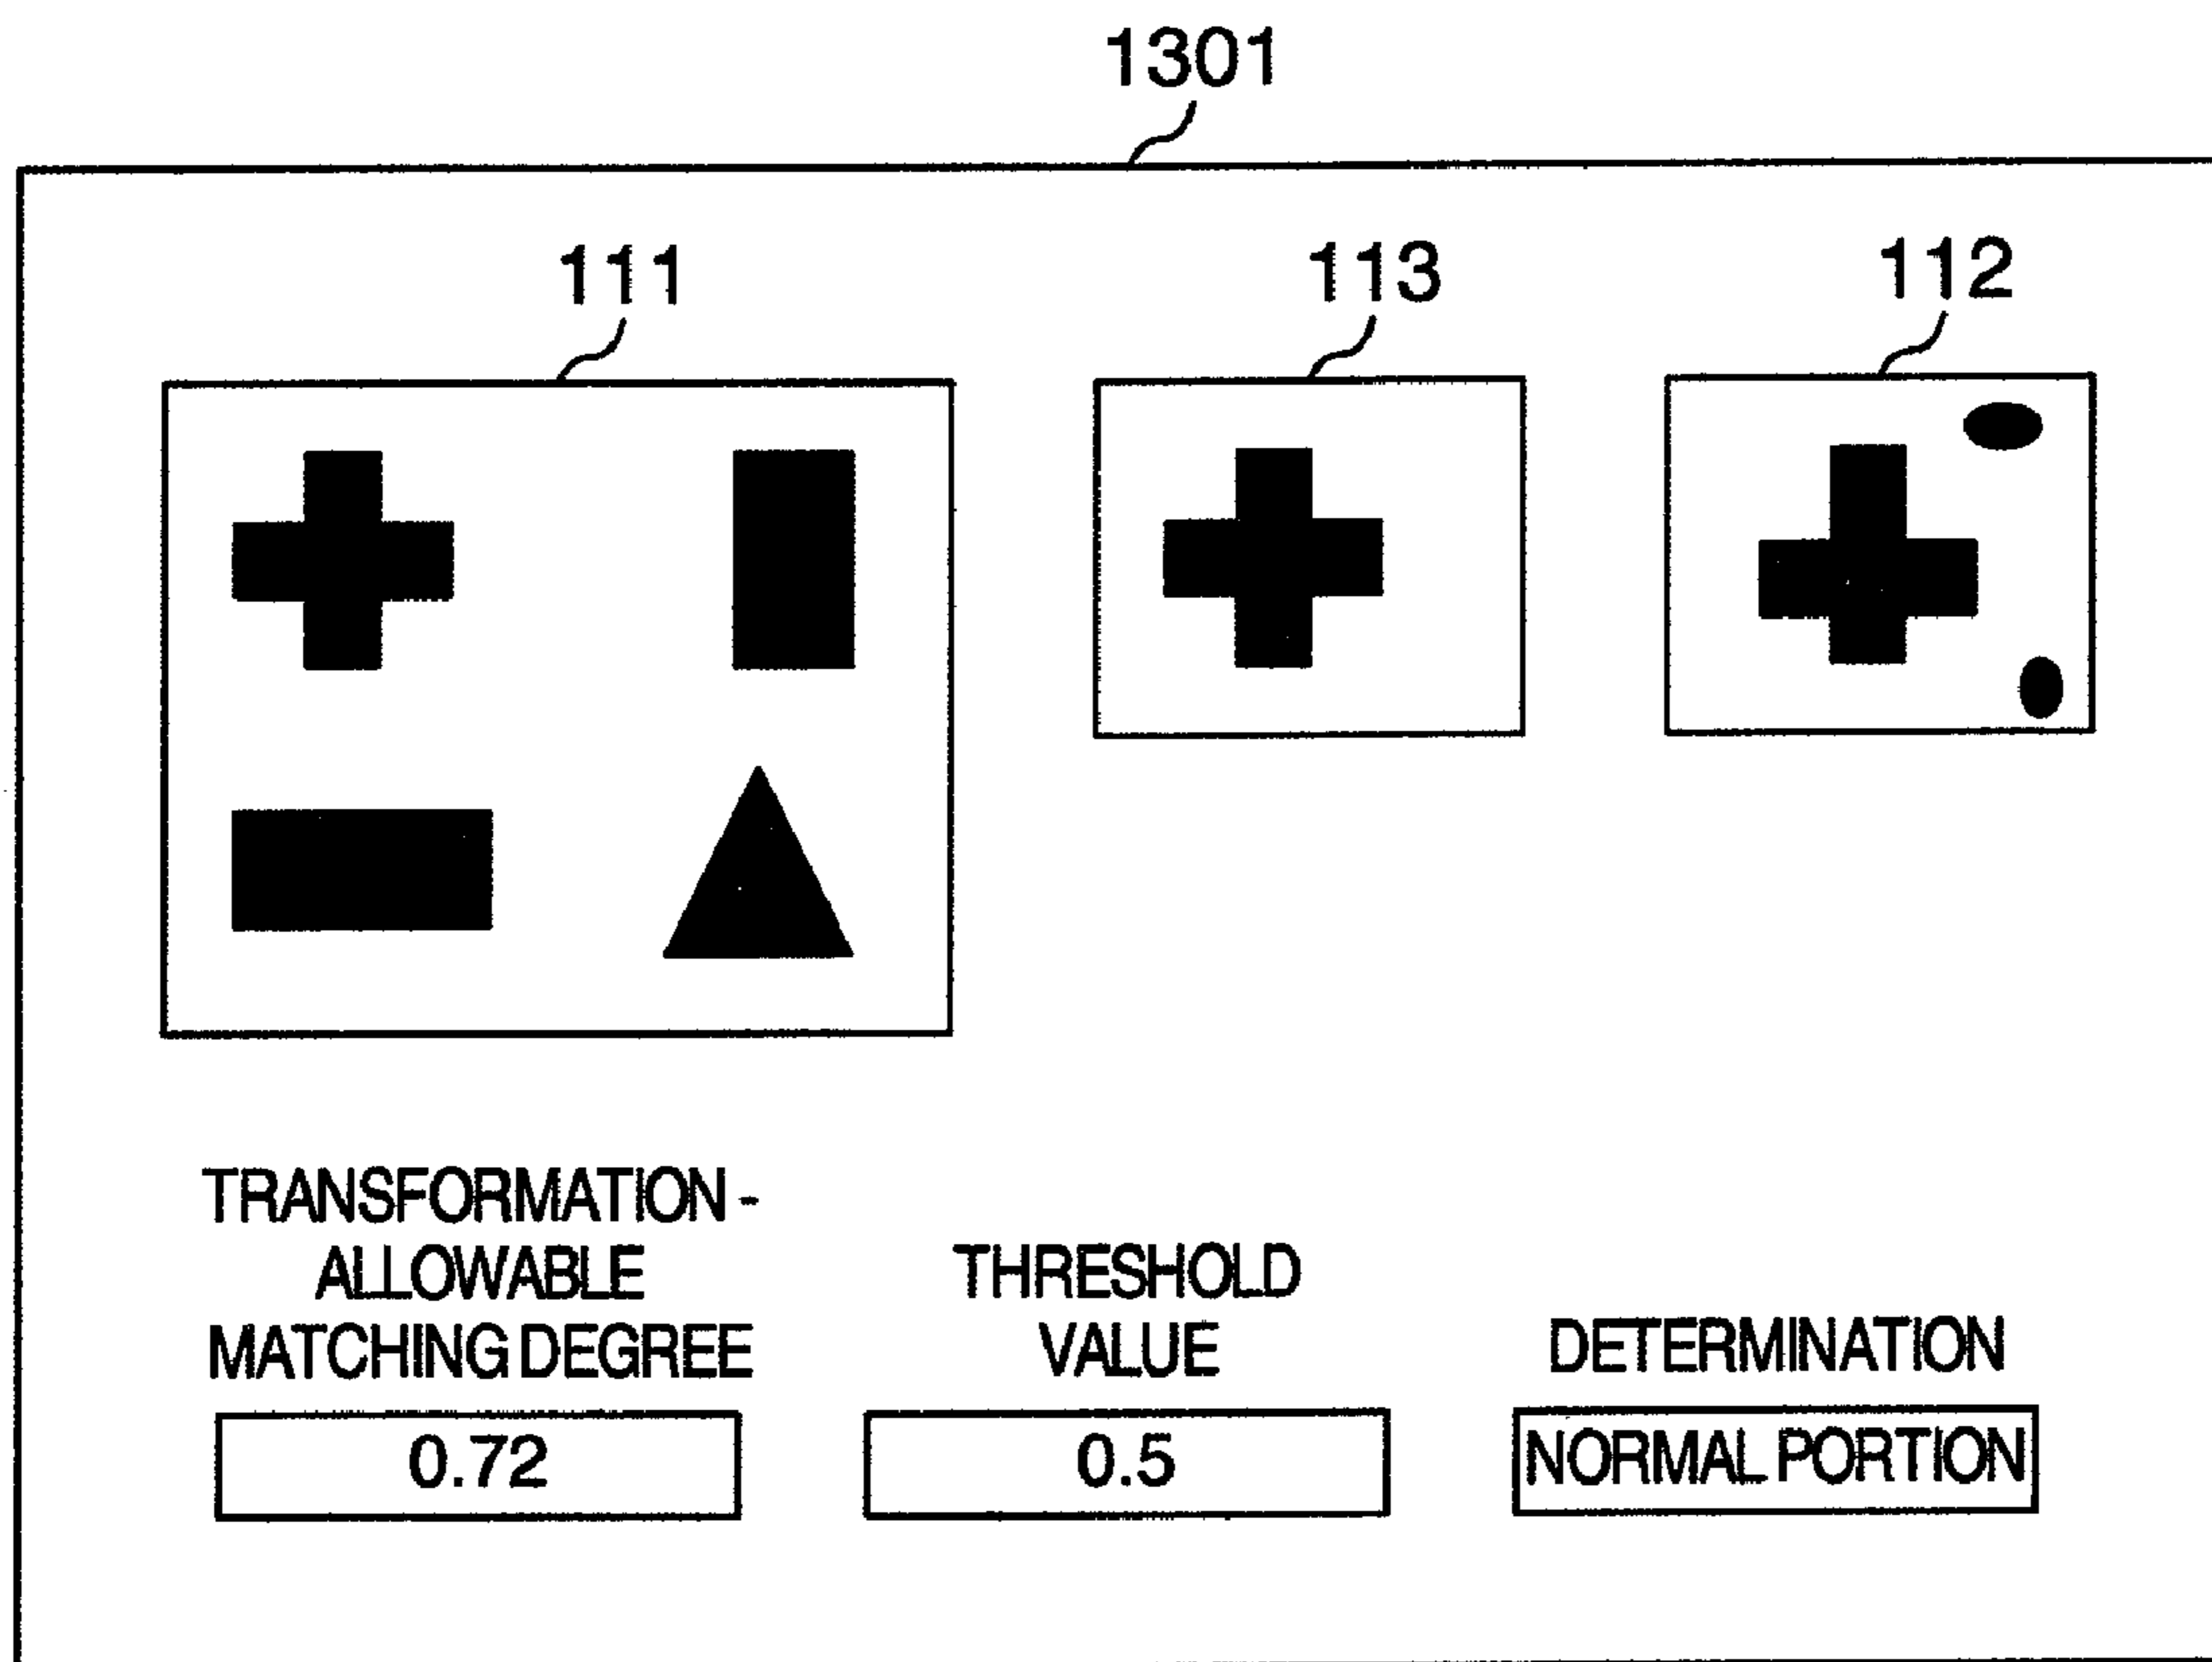 1301
111
113
112
TRANSFORMATION-
ALLOWABLE
MATCHING DEGREE
THRESHOLD
VALUE
DETERMINATION
0.72
0.5
NORMAL PORTION